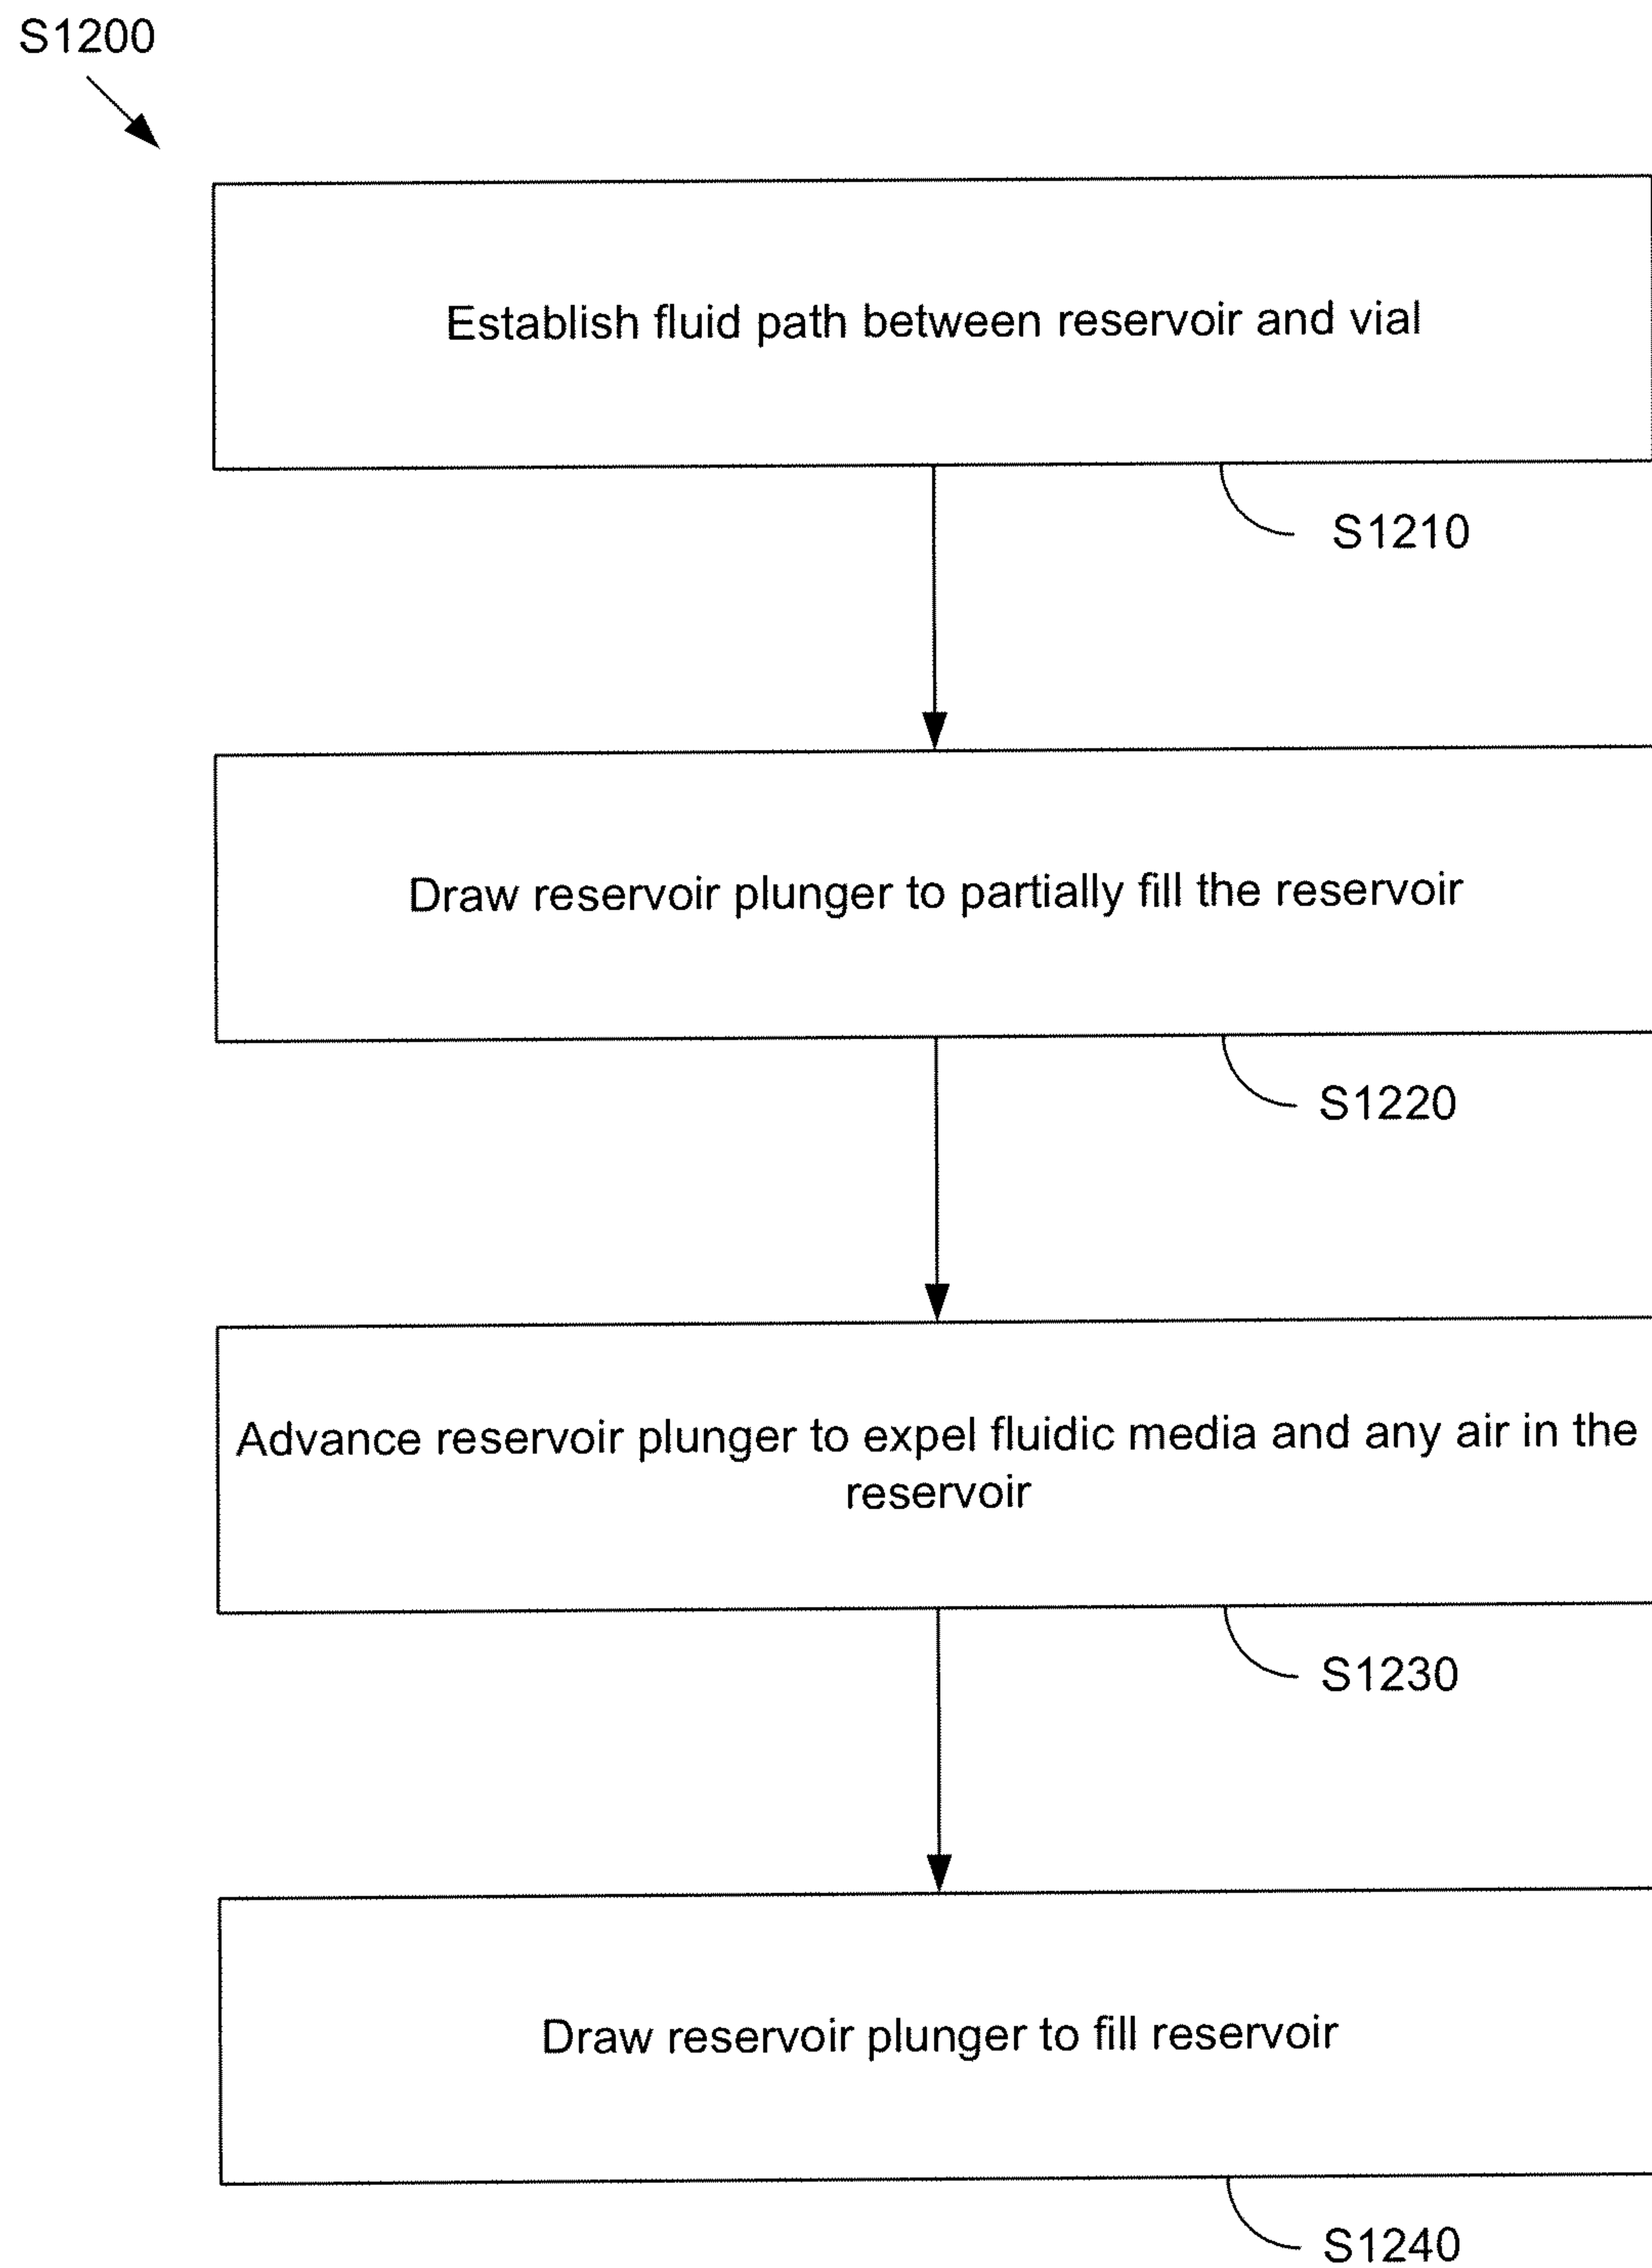 S1200
Establish fluid path between reservoir and vial
S1210
Draw reservoir plunger to partially fill the reservoir
S1220
Advance reservoir plunger to expel fluidic media and any air in the
reservoir
S1230
Draw reservoir plunger to fill reservoir
S1240